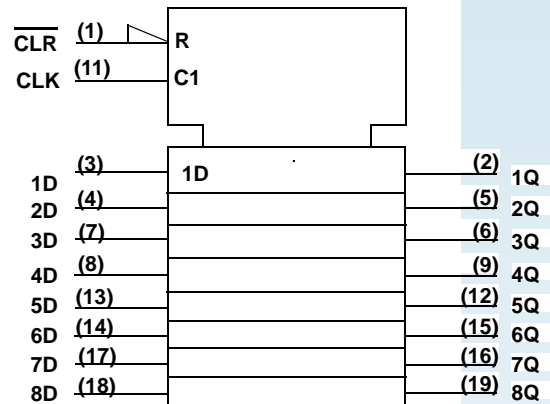 CLR (1) R
CLK (11) C1
1D (3) 1D (2) 1Q
2D (4) (5) 2Q
3D (7) (6) 3Q
4D (8) (9) 4Q
5D (13) (12) 5Q
6D (14) (15) 6Q
7D (17) (16) 7Q
8D (18) (19) 8Q